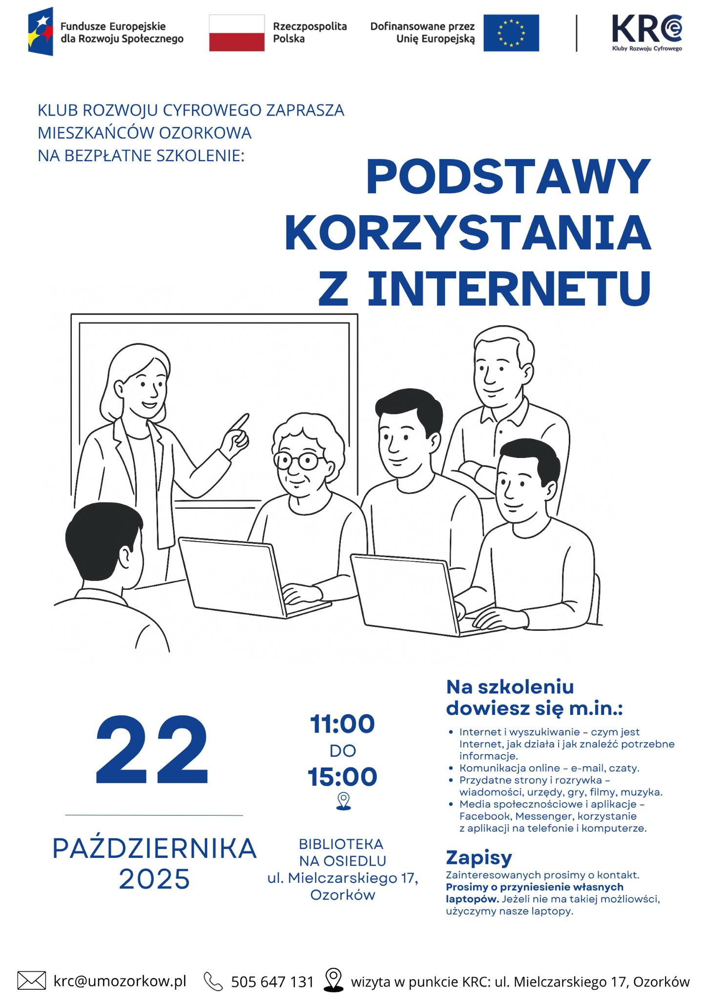 Fundusze Europejskie
dla Rozwoju Społecznego
Rzeczpospolita
Polska
Dofinansowane przez
Unię Europejską
KRC
Kluby Rozwoju Cyfrowego
KLUB ROZWOJU CYFROWEGO ZAPRASZA
MIESZKAŃCÓW OZORKOWA
NA BEZPŁATNE SZKOLENIE:
PODSTAWY
KORZYSTANIA
Z INTERNETU
22
PAŹDZIERNIKA
2025
11:00
DO
15:00
BIBLIOTEKA
NA OSIEDLU
ul. Mielczarskiego 17,
Ozorków
Na szkoleniu
dowiesz się m.in.:
• Internet i wyszukiwanie – czym jest
Internet, jak działa i jak znaleźć potrzebne
informacje.
• Komunikacja online – e-mail, czaty.
• Przydatne strony i rozrywka –
wiadomości, urzędy, gry, filmy, muzyka.
• Media społecznościowe i aplikacje –
Facebook, Messenger, korzystanie
z aplikacji na telefonie i komputerze.
Zapisy
Zainteresowanych prosimy o kontakt.
Prosimy o przyniesienie własnych
laptopów. Jeżeli nie ma takiej możliowści,
użyczymy nasze laptopy.
krc@umozorkow.pl
505 647 131
wizyta w punkcie KRC: ul. Mielczarskiego 17, Ozorków